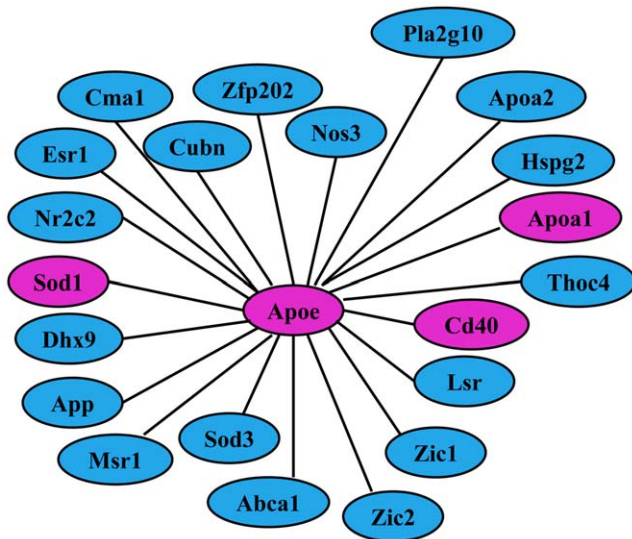 Pla2g10
Cma1
Zfp202
Apoa2
Nos3
Esr1
Cubn
Hspg2
Nr2c2
Apoa1
Sod1
Thoc4
Apoe
Cd40
Dhx9
Lsr
App
Sod3
Zic1
Msr1
Abca1
Zic2